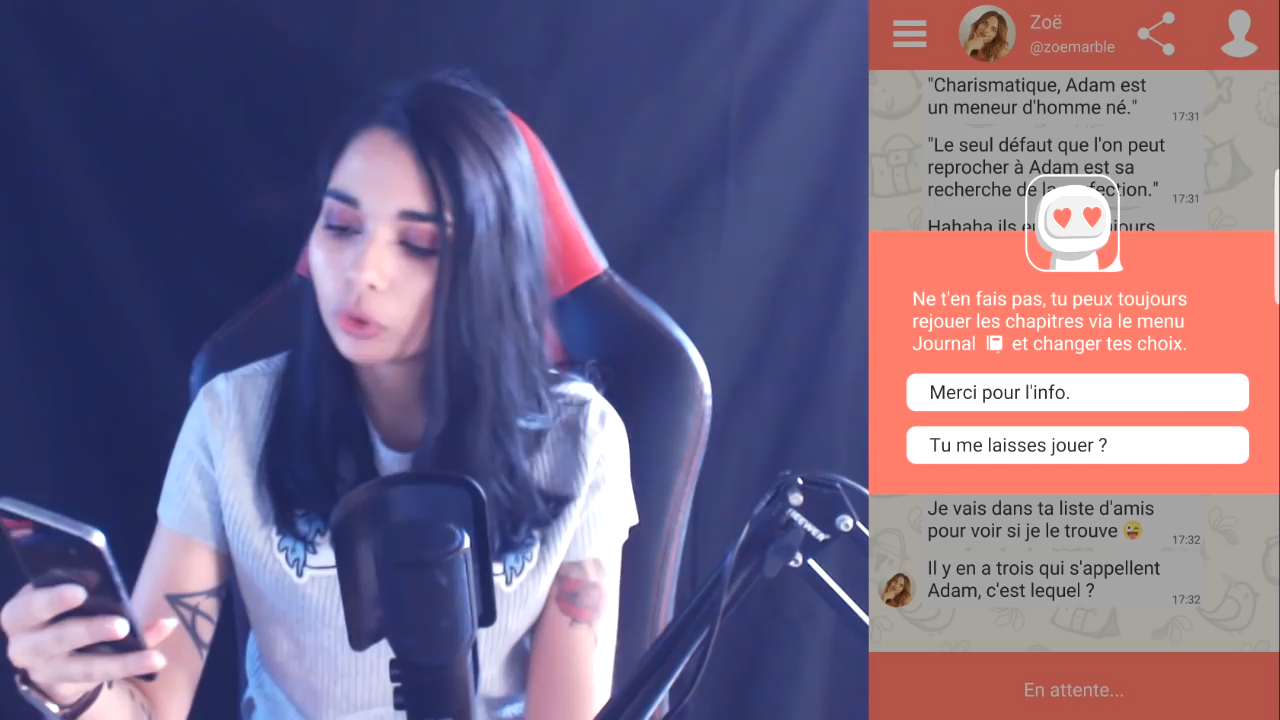 Zoë
@zoemarble
"Charismatique, Adam est
un meneur d'homme né."
17:31
"Le seul défaut que l'on peut
reprocher à Adam est sa
recherche de la perfection."
17:31
Hahaha ils
Ne t'en fais pas, tu peux toujours
rejouer les chapitres via le menu
Journal et changer tes choix.
Merci pour l'info.
Tu me laisses jouer ?
Je vais dans ta liste d'amis
pour voir si je le trouve 😜
17:32
Il y en a trois qui s'appellent
Adam, c'est lequel ?
17:32
En attente...
NEEWER